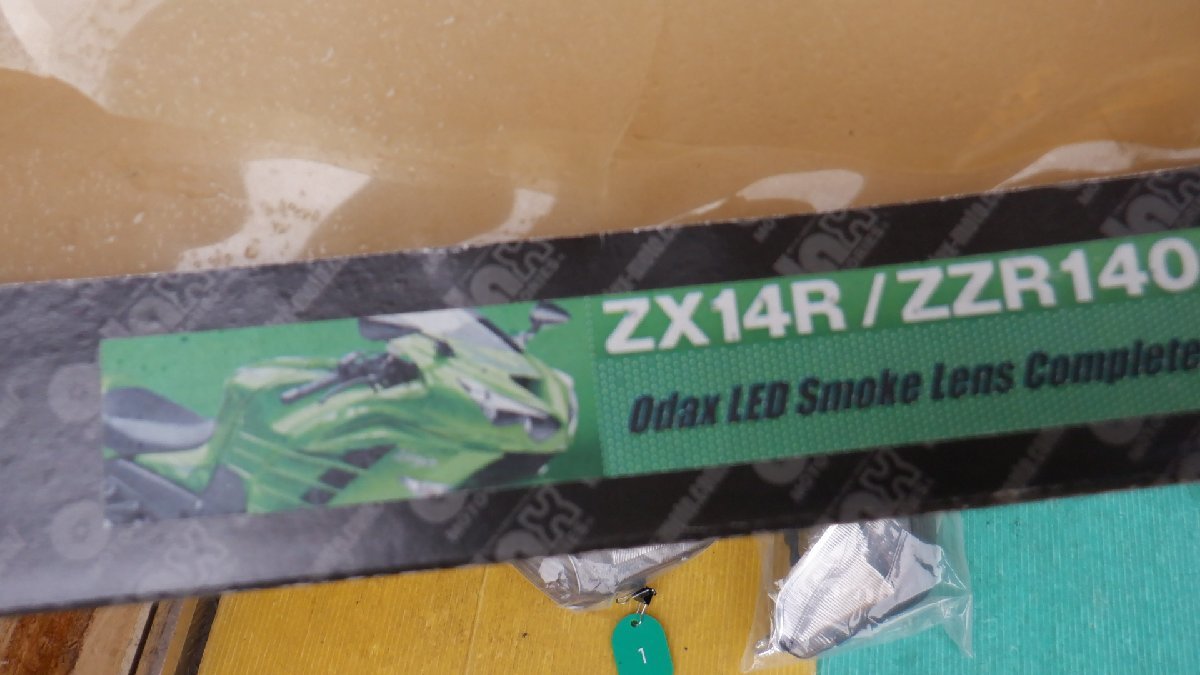 ZX14R / ZZR140
Odax LED Smoke Lens Complete
1